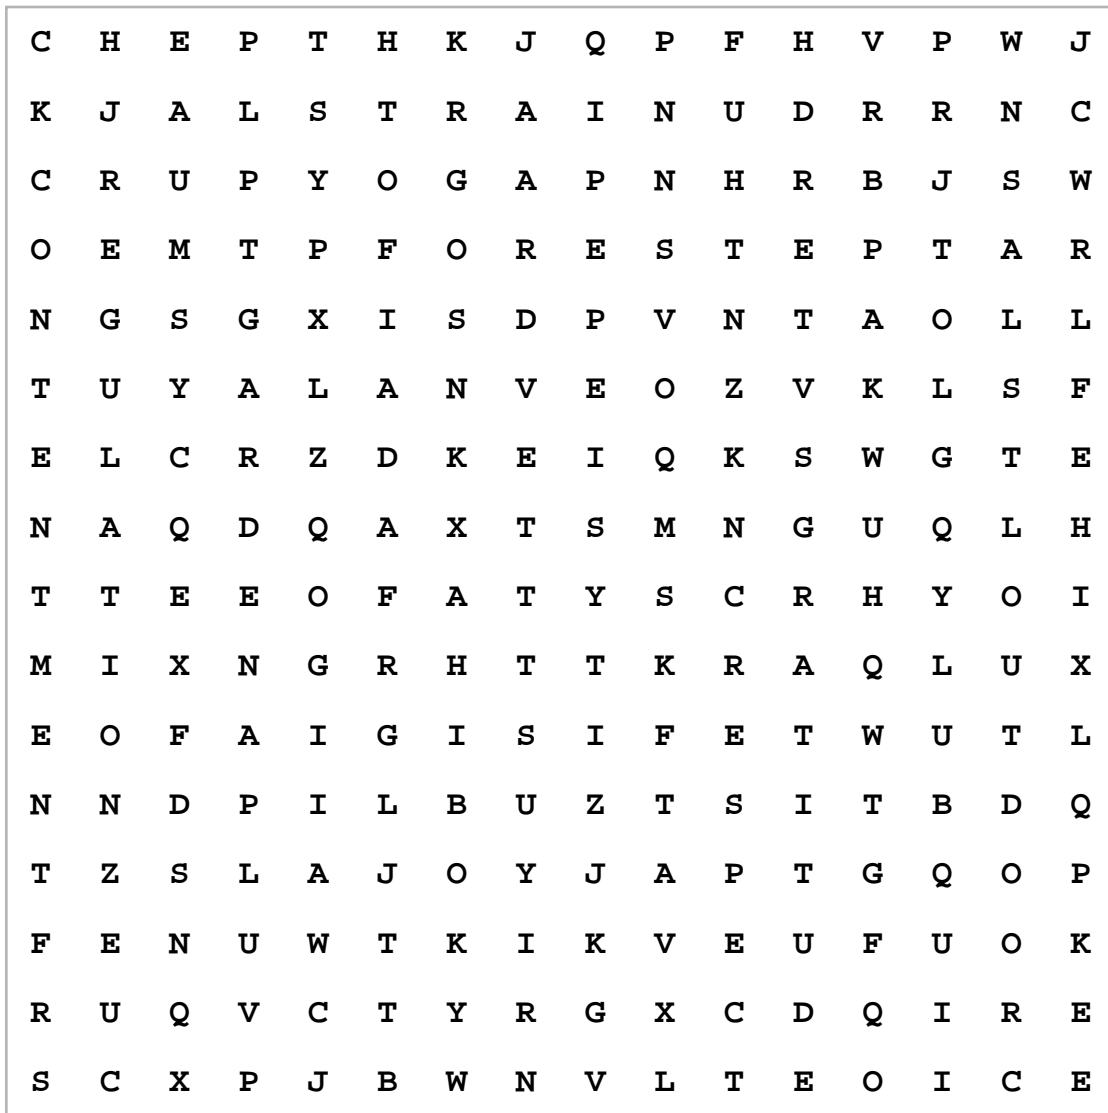 C H E P T H K J Q P F H V P W J
K J A L S T R A I N U D R R N C
C R U P Y O G A P N H R B J S W
O E M T P F O R E S T E P T A R
N G S G X I S D P V N T A O L L
T U Y A L A N V E O Z V K L S F
E L C R Z D K E I Q K S W G T E
N A Q D Q A X T S M N G U Q L H
T T E E O F A T Y S C R H Y O I
M I X N G R H T T K R A Q L U X
E O F A I G I S I F E T W U T L
N N D P I L B U Z T S I T B D Q
T Z S L A J O Y J A P T G Q O P
F E N U W T K I K V E U F U O K
R U Q V C T Y R G X C D Q I R E
S C X P J B W N V L T E O I C E